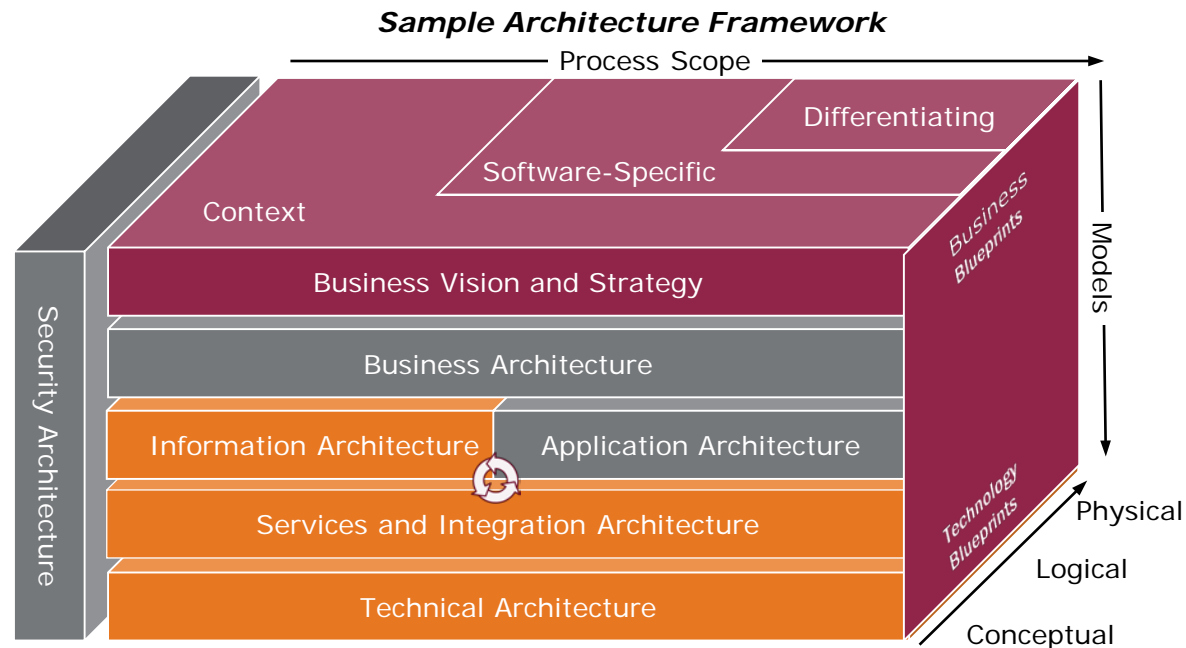 Sample Architecture Framework
Process Scope
Differentiating
Software-Specific
Context
Business
Blueprints
Models
Business Vision and Strategy
Security Architecture
Business Architecture
Information Architecture
Application Architecture
Services and Integration Architecture
Technology
Blueprints
Physical
Logical
Technical Architecture
Conceptual